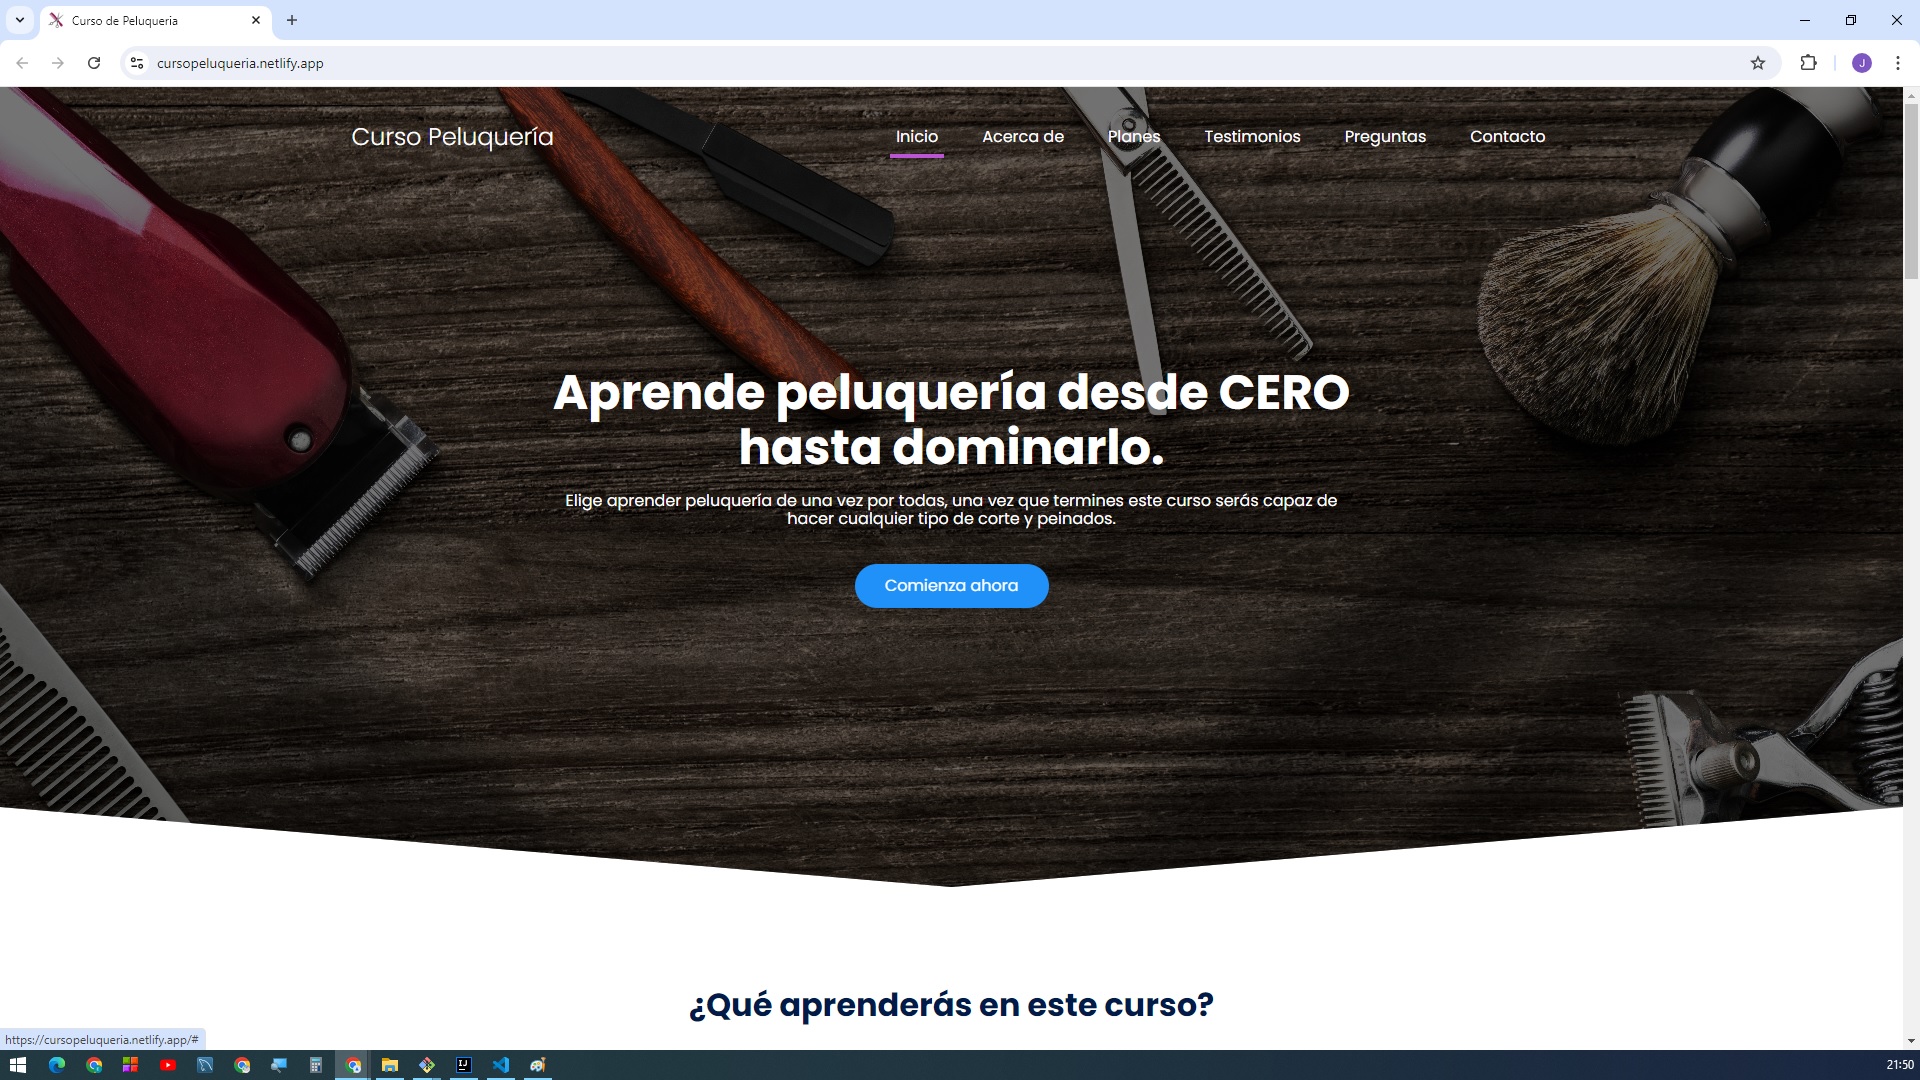 Curso de Peluqueria
cursopeluqueria.netlify.app
J
Curso Peluquería
Inicio
Acerca de
Planes
Testimonios
Preguntas
Contacto
Aprende peluquería desde CERO
hasta dominarlo.
Elige aprender peluquería de una vez por todas, una vez que termines este curso serás capaz de
hacer cualquier tipo de corte y peinados.
Comienza ahora
¿Qué aprenderás en este curso?
https://cursopeluqueria.netlify.app/#
IJ
21:50